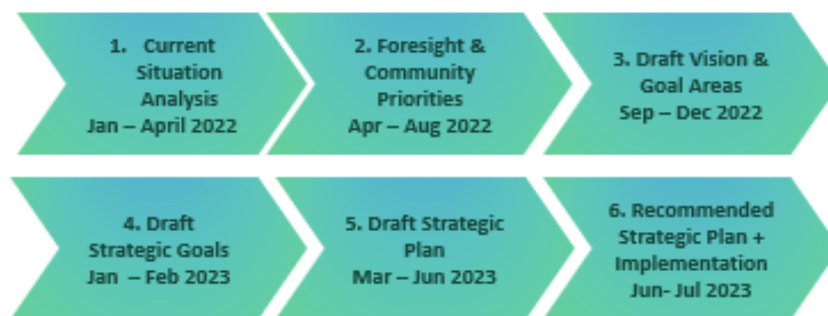 1. Current
Situation
Analysis
Jan – April 2022
2. Foresight &
Community
Priorities
Apr – Aug 2022
3. Draft Vision &
Goal Areas
Sep – Dec 2022
4. Draft
Strategic Goals
Jan – Feb 2023
5. Draft Strategic
Plan
Mar – Jun 2023
6. Recommended
Strategic Plan +
Implementation
Jun- Jul 2023